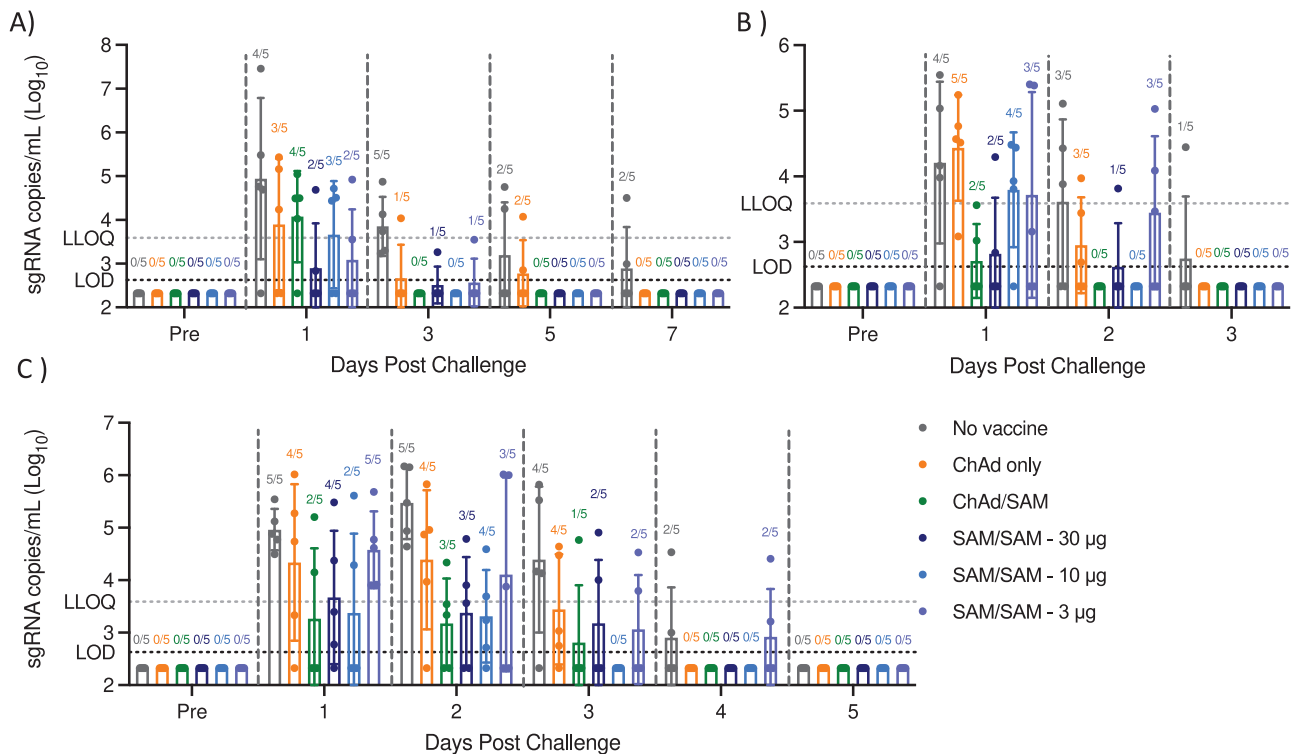 A)
sgRNA copies/mL (Log10)
8
7
6
5
4
LLOQ
3
LOD
2
4/5
3/5
4/5
2/5
3/5
2/5
5/5
1/5
0/5
1/5
0/5
1/5
2/5
2/5
0/5 0/5 0/5 0/5
2/5
0/5 0/5 0/5 0/5 0/5
0/5 0/5 0/5 0/5 0/5 0/5
Pre 1 3 5 7
Days Post Challenge
B)
6
5
4
LLOQ
3
LOD
2
4/5
5/5
2/5
2/5
4/5
3/5
3/5
3/5
0/5
1/5
0/5
3/5
1/5
0/5 0/5 0/5 0/5 0/5
0/5 0/5 0/5 0/5 0/5 0/5
Pre 1 2 3
Days Post Challenge
C )
sgRNA copies/mL (Log10)
7
6
5
4
LLOQ
3
LOD
2
5/5
4/5
2/5
4/5
2/5
5/5
5/5
4/5
3/5
3/5
4/5
3/5
4/5
4/5
1/5
2/5
0/5
2/5
2/5
0/5 0/5 0/5 0/5
2/5
0/5 0/5 0/5 0/5 0/5 0/5
0/5 0/5 0/5 0/5 0/5 0/5
Pre 1 2 3 4 5
Days Post Challenge
No vaccine
ChAd only
ChAd/SAM
SAM/SAM - 30 µg
SAM/SAM - 10 µg
SAM/SAM - 3 µg